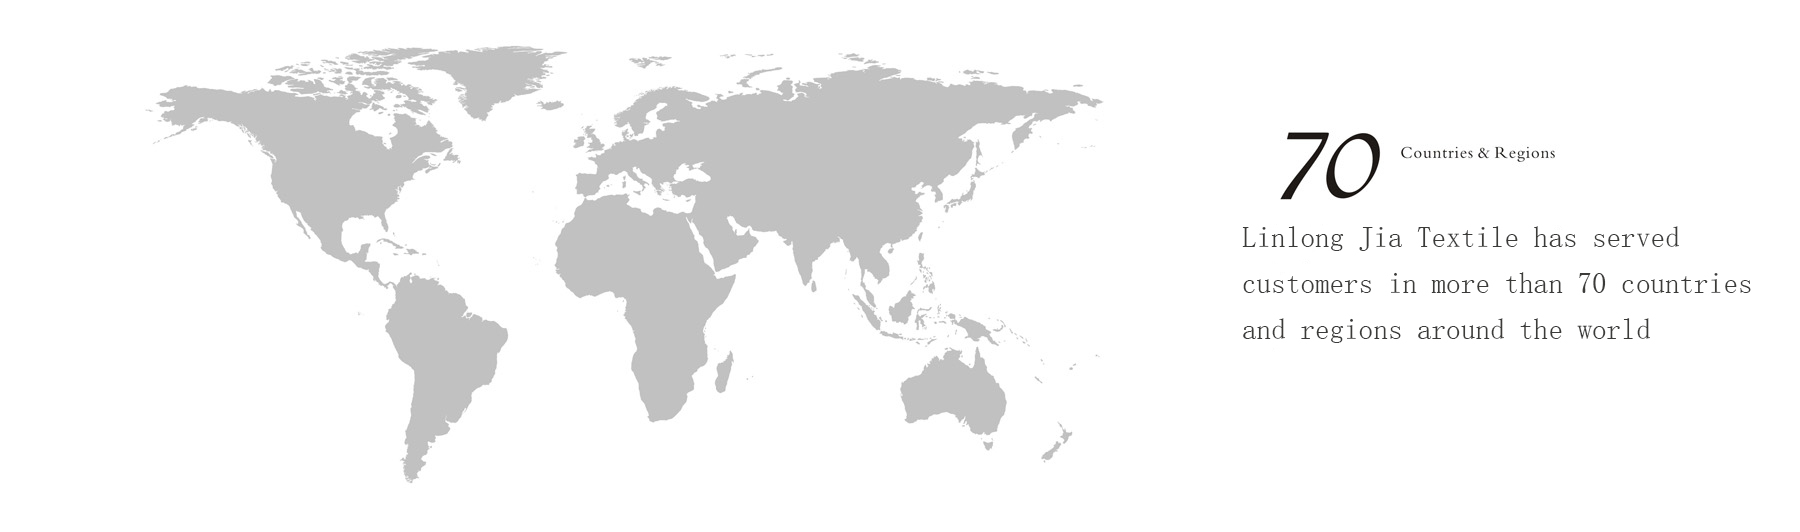 70 Countries & Regions
Linlong Jia Textile has served
customers in more than 70 countries
and regions around the world